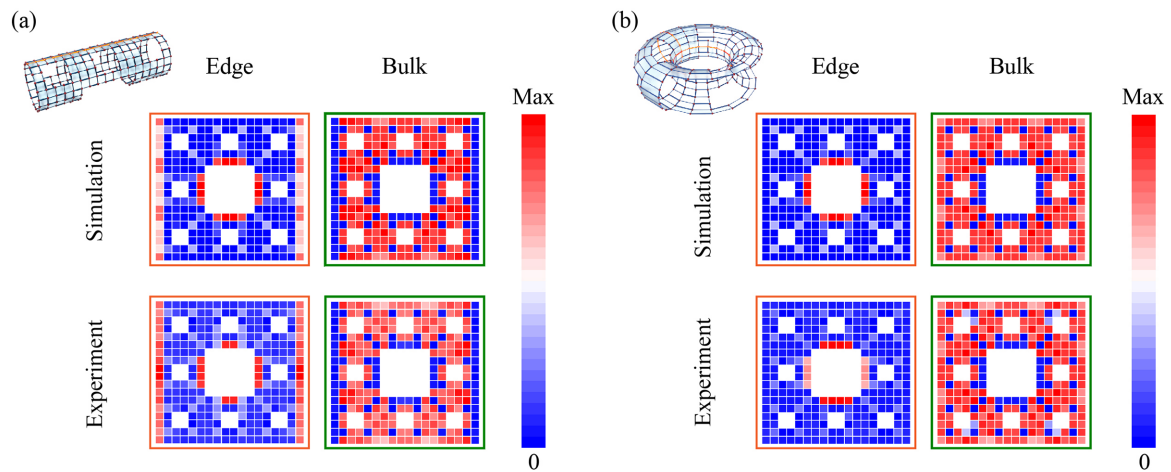 (a)
Edge
Bulk
Max
Simulation
Experiment
0
(b)
Edge
Bulk
Max
Simulation
Experiment
0